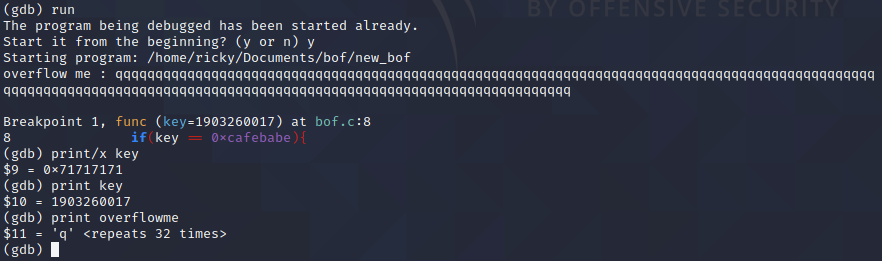 BY OFFENSIVE SECURITY
(gdb) run
The program being debugged has been started already.
Start it from the beginning? (y or n) y
Starting program: /home/ricky/Documents/bof/new_bof
overflow me : qqqqqqqqqqqqqqqqqqqqqqqqqqqqqqqqqqqqqqqqqqqqqqqqqqqqqqqqqqqqqqqqqqqqqqqqqqqqqqqqqqqqqqqqqqqqqqq
qqqqqqqqqqqqqqqqqqqqqqqqqqqqqqqqqqqqqqqqqqqqqqqqqqqqqqqqqqqqqqqqqqqqqqq
Breakpoint 1, func (key=1903260017) at bof.c:8
8               if(key == 0×cafebabe){
(gdb) print/x key
$9 = 0×71717171
(gdb) print key
$10 = 1903260017
(gdb) print overflowme
$11 = 'q' <repeats 32 times>
(gdb)